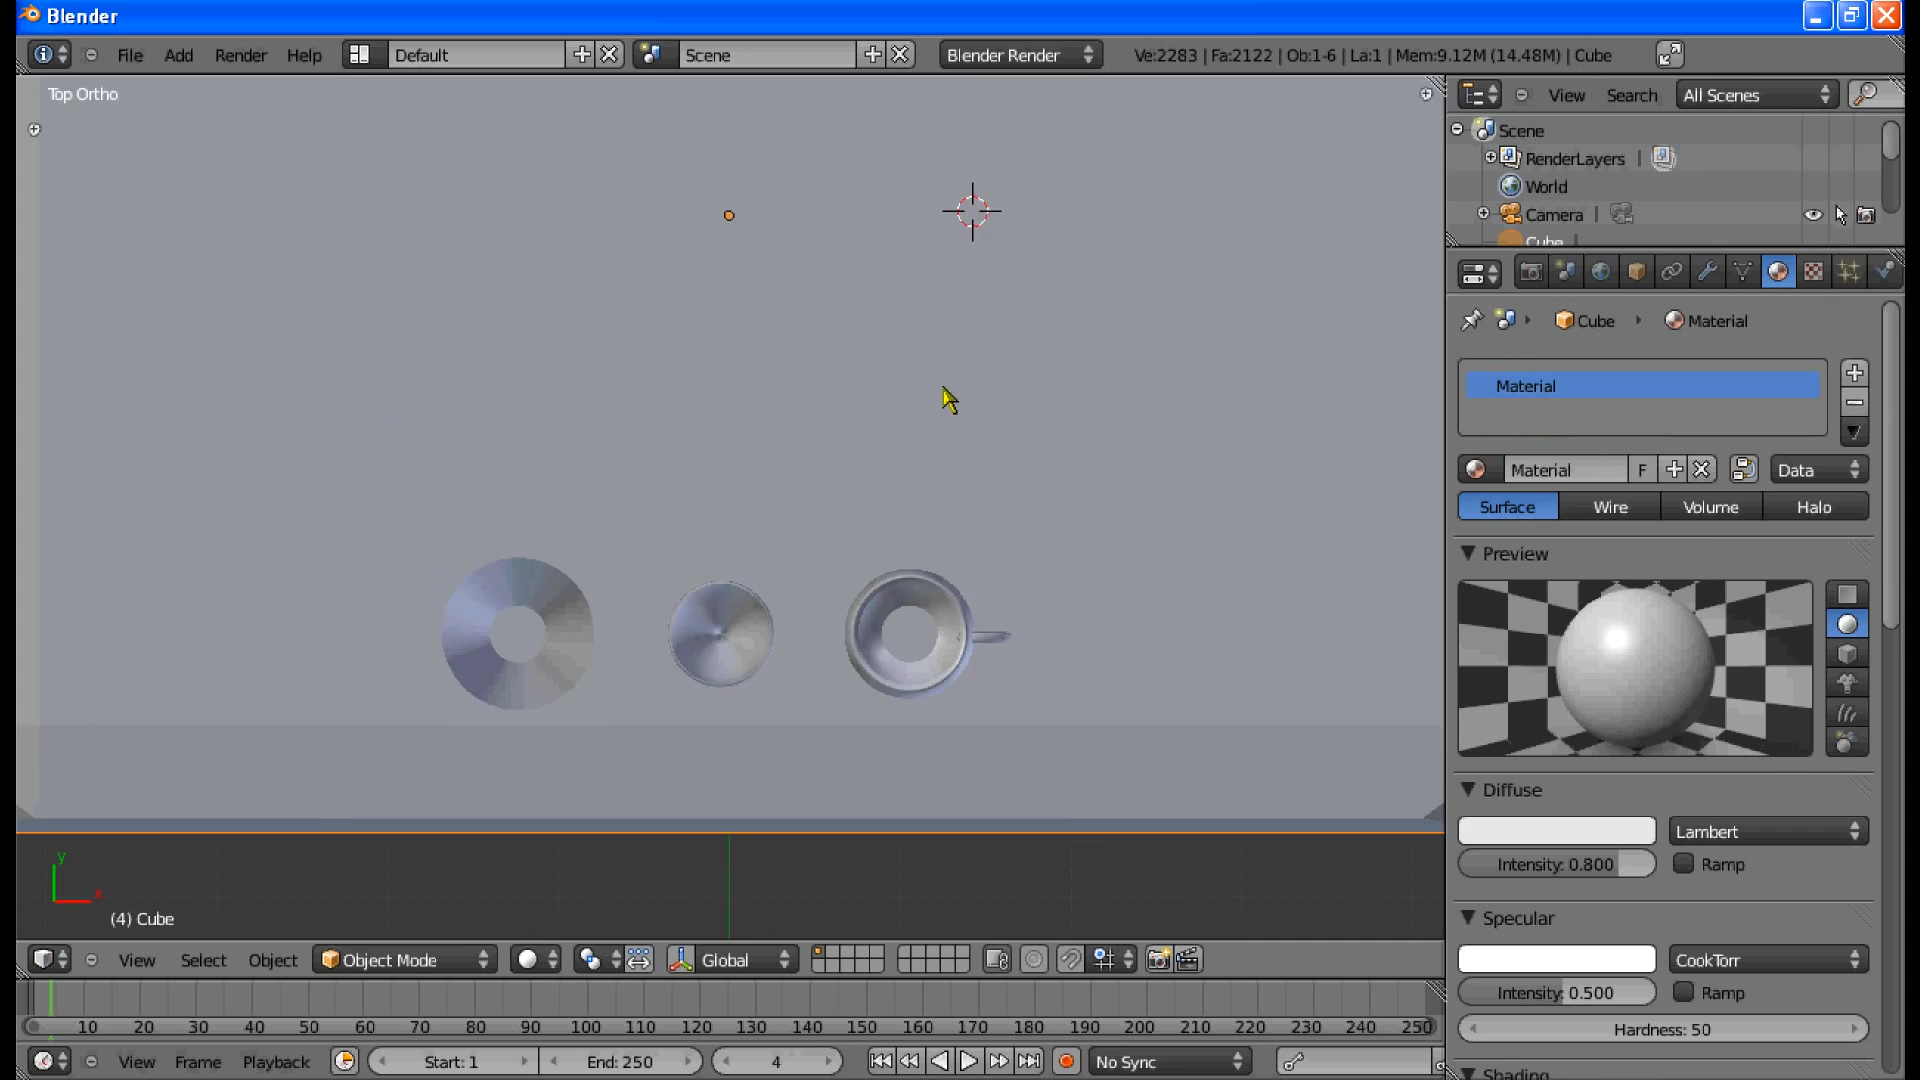 Blender
File Add Render Help Default Scene Blender Render Ve:2283 | Fa:2122 | Ob:1-6 | La:1 | Mem:9.12M (14.48M) | Cube
Top Ortho
View Search All Scenes
Scene
RenderLayers
World
Camera
Cube
Cube Material
Material
Material F Data
Surface Wire Volume Halo
Preview
Diffuse
Lambert
Intensity: 0.800 Ramp
Specular
CookTorr
Intensity: 0.500 Ramp
Hardness: 50
Shading
y
x
(4) Cube
View Select Object Object Mode Global
10 20 30 40 50 60 70 80 90 100 110 120 130 140 150 160 170 180 190 200 210 220 230 240 250
View Frame Playback Start: 1 End: 250 4 No Sync